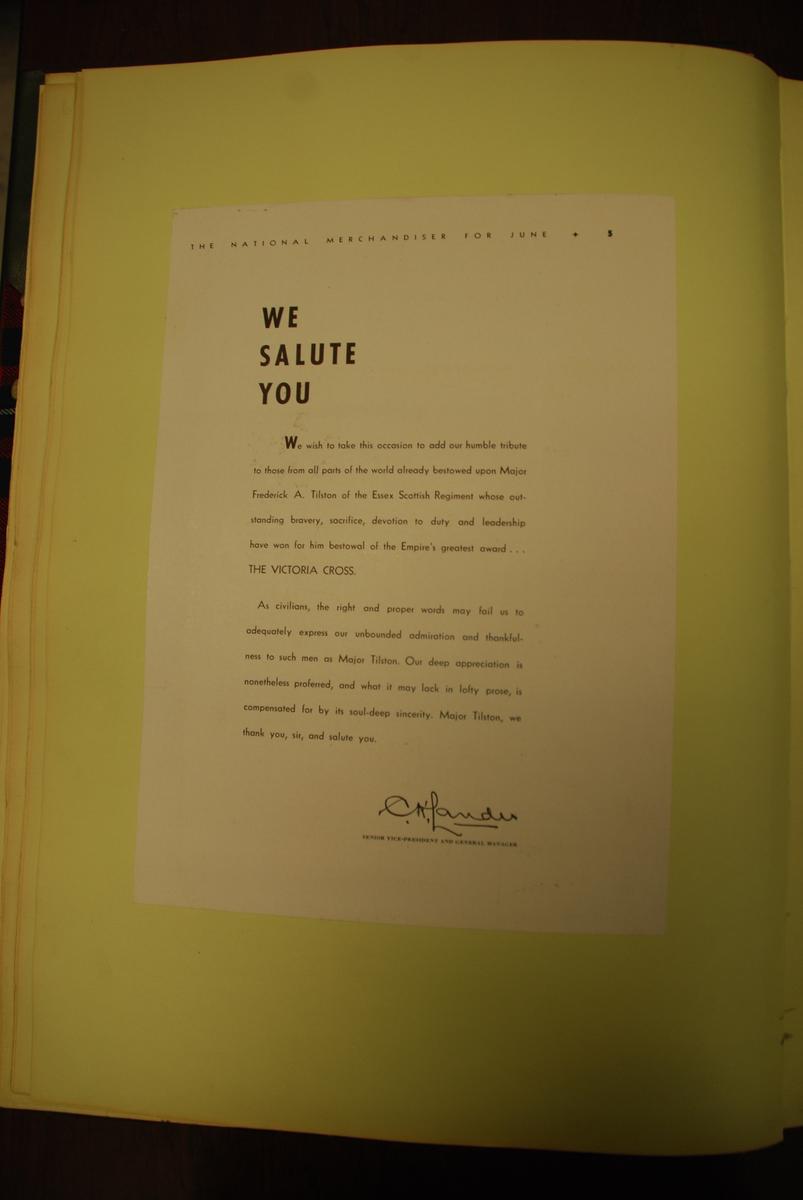 THE NATIONAL MERCHANDISER FOR JUNE ✦ 5
WE
SALUTE
YOU
We wish to take this occasion to add our humble tribute
to those from all parts of the world already bestowed upon Major
Frederick A. Tilston of the Essex Scottish Regiment whose out-
standing bravery, sacrifice, devotion to duty and leadership
have won for him bestowal of the Empire's greatest award . . .
THE VICTORIA CROSS.
As civilians, the right and proper words may fail us to
adequately express our unbounded admiration and thankful-
ness to such men as Major Tilston. Our deep appreciation is
nonetheless proferred, and what it may lack in lofty prose, is
compensated for by its soul-deep sincerity. Major Tilston, we
thank you, sir, and salute you.
SENIOR VICE-PRESIDENT AND GENERAL MANAGER